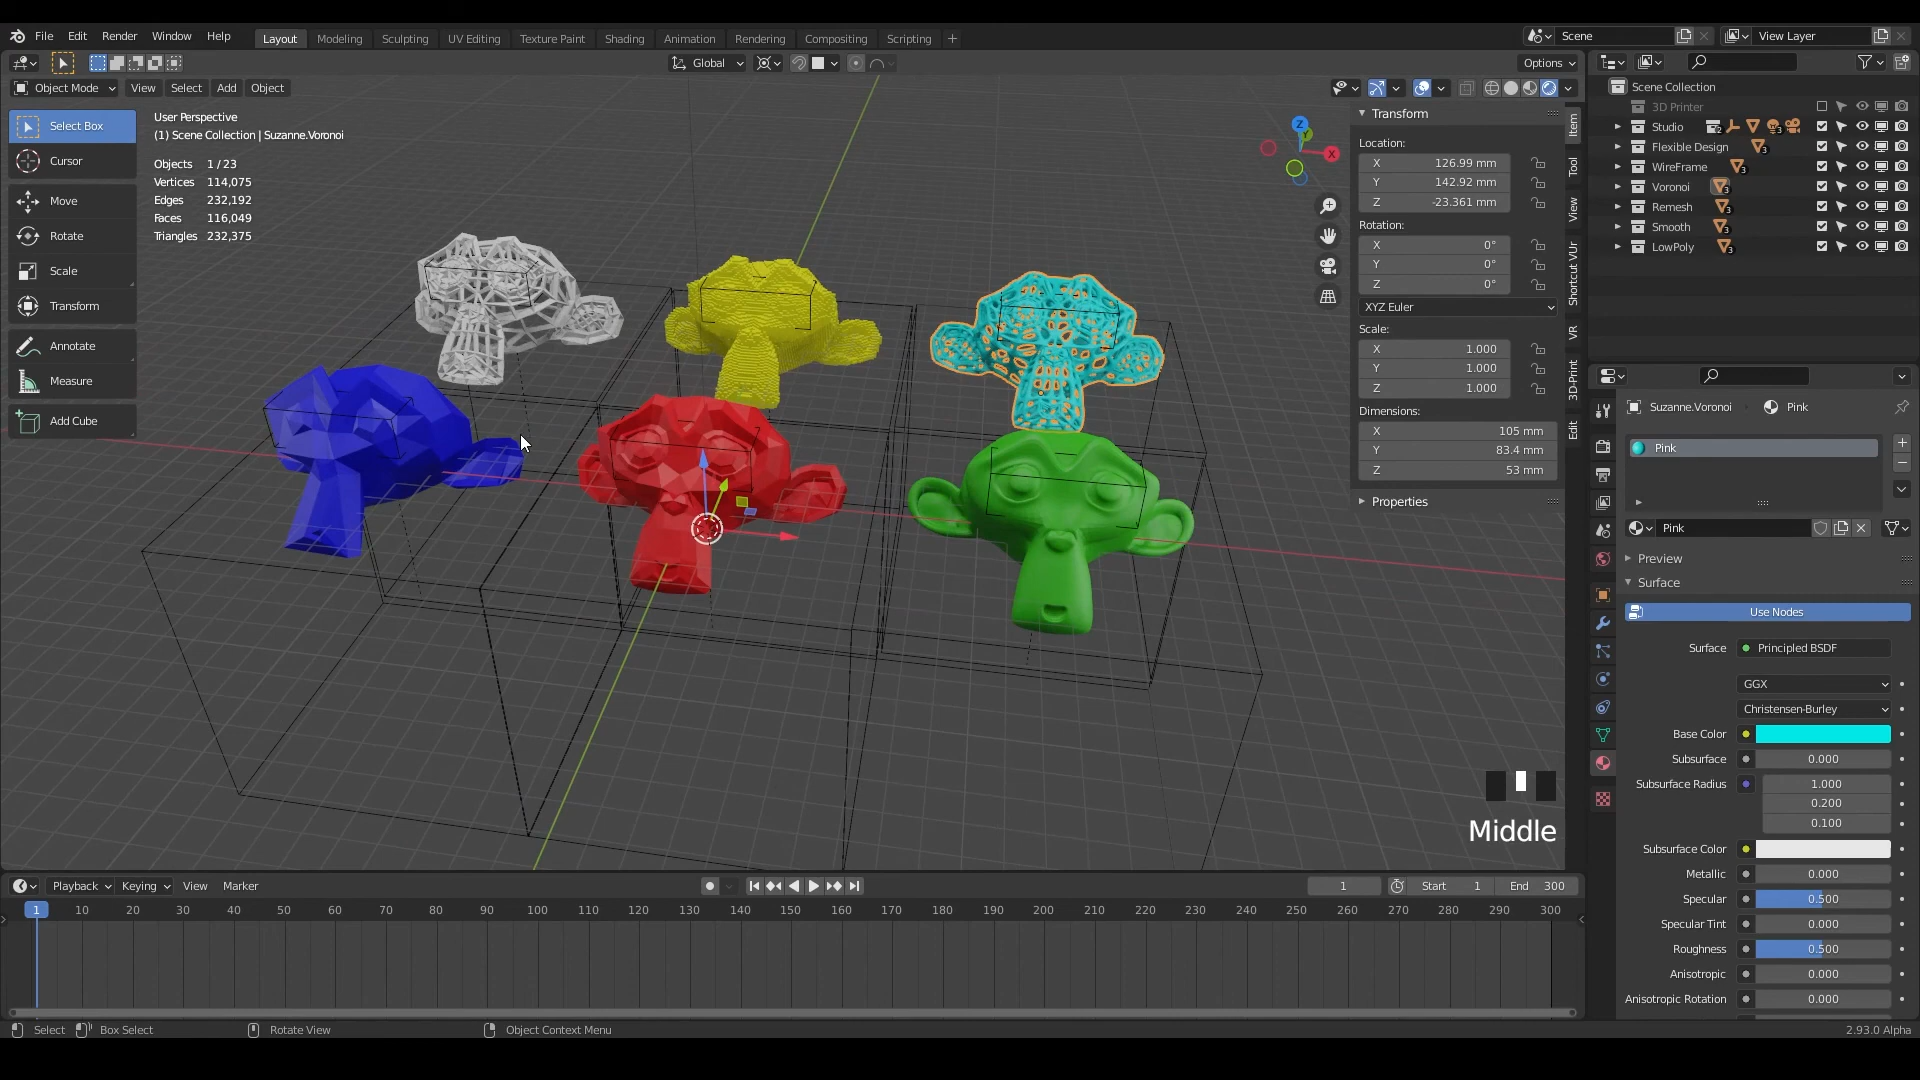 File Edit Render Window Help Layout Modeling Sculpting UV Editing Texture Paint Shading Animation Rendering Compositing Scripting + Scene View Layer
Global Options
Object Mode View Select Add Object
Select Box
Cursor
Move
Rotate
Scale
Transform
Annotate
Measure
Add Cube
User Perspective
(1) Scene Collection | Suzanne.Voronoi
Objects 1 / 23
Vertices 114,075
Edges 232,192
Faces 116,049
Triangles 232,375
Z
Y
X
Transform
Location:
X 126.99 mm
Y 142.92 mm
Z -23.361 mm
Rotation:
X 0°
Y 0°
Z 0°
XYZ Euler
Scale:
X 1.000
Y 1.000
Z 1.000
Dimensions:
X 105 mm
Y 83.4 mm
Z 53 mm
Properties
Item
Tool
View
Shortcut VUr
VR
3D-Print
Edit
Middle
Scene Collection
3D Printer
Studio 2 3
Flexible Design 3
WireFrame 3
Voronoi 3
Remesh 3
Smooth 3
LowPoly 3
Suzanne.Voronoi Pink
Pink
Pink
Preview
Surface
Use Nodes
Surface Principled BSDF
GGX
Christensen-Burley
Base Color
Subsurface 0.000
Subsurface Radius 1.000
0.200
0.100
Subsurface Color
Metallic 0.000
Specular 0.500
Specular Tint 0.000
Roughness 0.500
Anisotropic 0.000
Anisotropic Rotation 0.000
Playback Keying View Marker 1 Start 1 End 300
1 10 20 30 40 50 60 70 80 90 100 110 120 130 140 150 160 170 180 190 200 210 220 230 240 250 260 270 280 290 300
Select Box Select Rotate View Object Context Menu 2.93.0 Alpha